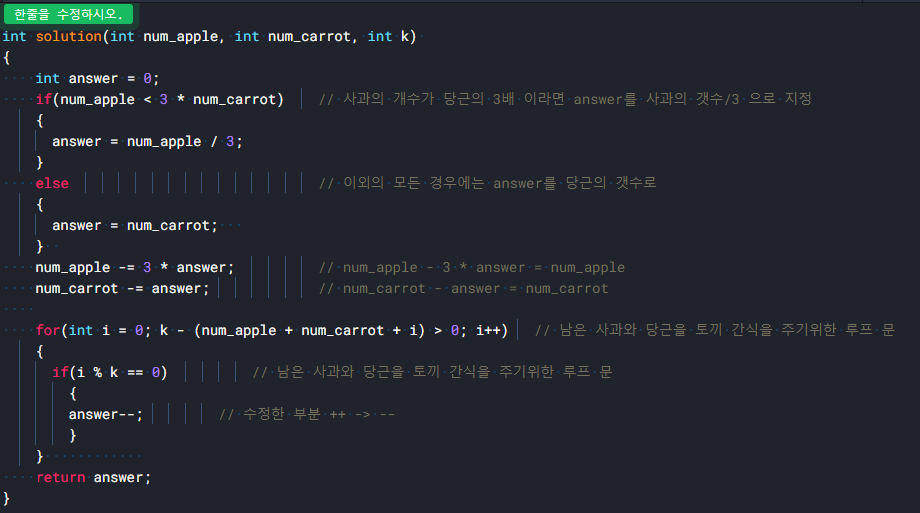 한줄을 수정하시오.
int solution(int num_apple, int num_carrot, int k)
{
int answer = 0;
if(num_apple < 3 * num_carrot) // 사과의 개수가 당근의 3배 이라면 answer를 사과의 갯수/3 으로 지정
{
answer = num_apple / 3;
}
else // 이외의 모든 경우에는 answer를 당근의 갯수로
{
answer = num_carrot;
}
num_apple -= 3 * answer; // num_apple - 3 * answer = num_apple
num_carrot -= answer; // num_carrot - answer = num_carrot
for(int i = 0; k - (num_apple + num_carrot + i) > 0; i++) // 남은 사과와 당근을 토끼 간식을 주기위한 루프 문
{
if(i % k == 0) // 남은 사과와 당근을 토끼 간식을 주기위한 루프 문
{
answer--; // 수정한 부분 ++ -> --
}
}
return answer;
}